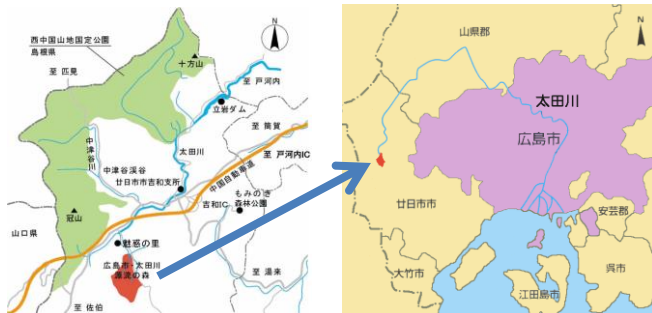 西中国山地国定公園
島根県
N
十方山
至 匹見
至 戸河内
立岩ダム
至 筒賀
太田川
至 戸河内IC
中津谷川
中津谷渓谷
廿日市市吉和支所
中国自動車道
もみのき
森林公園
吉和IC
冠山
山口県
魅惑の里
広島市・太田川
源流の森
至 湯来
至 佐伯
N
山県郡
太田川
広島市
廿日市市
安芸郡
大竹市
呉市
江田島市